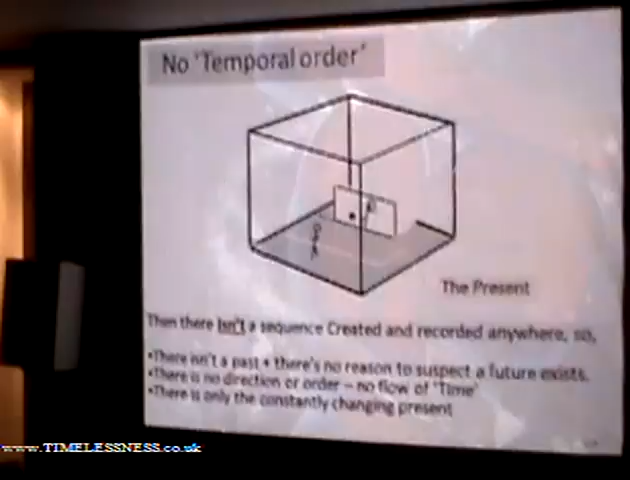 No 'Temporal order'
The Present
Then there isn't a sequence Created and recorded anywhere, so,
•There isn't a past + there's no reason to suspect a future exists.
•There is no direction or order – no flow of 'Time'
•There is only the constantly changing present
www.TIMELESSNESS.co.uk